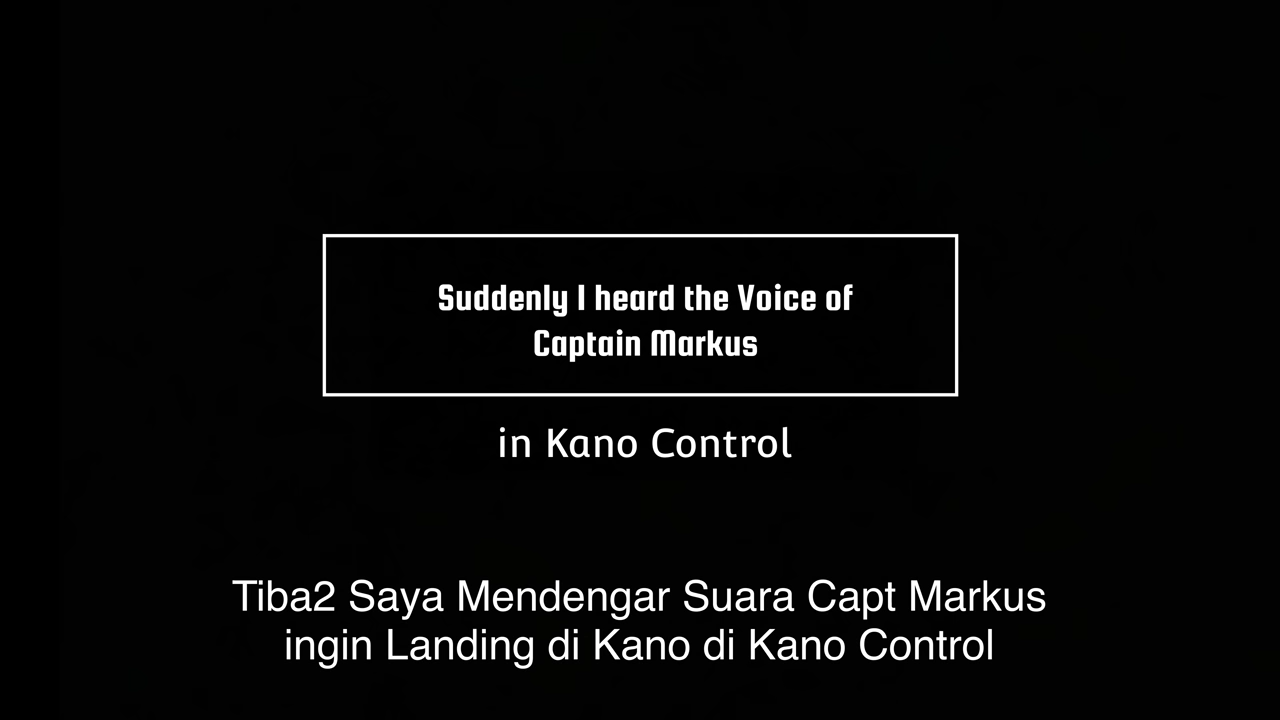 Suddenly I heard the Voice of
Captain Markus
in Kano Control
Tiba2 Saya Mendengar Suara Capt Markus
ingin Landing di Kano di Kano Control